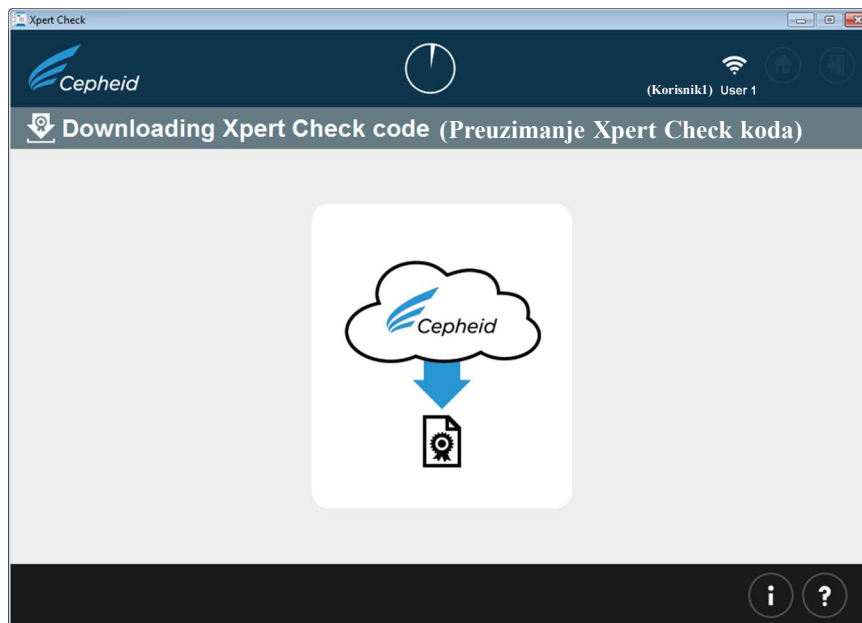 Xpert Check
Cepheid
(Korisnik1) User 1
Downloading Xpert Check code (Preuzimanje Xpert Check koda)
Cepheid
i ?